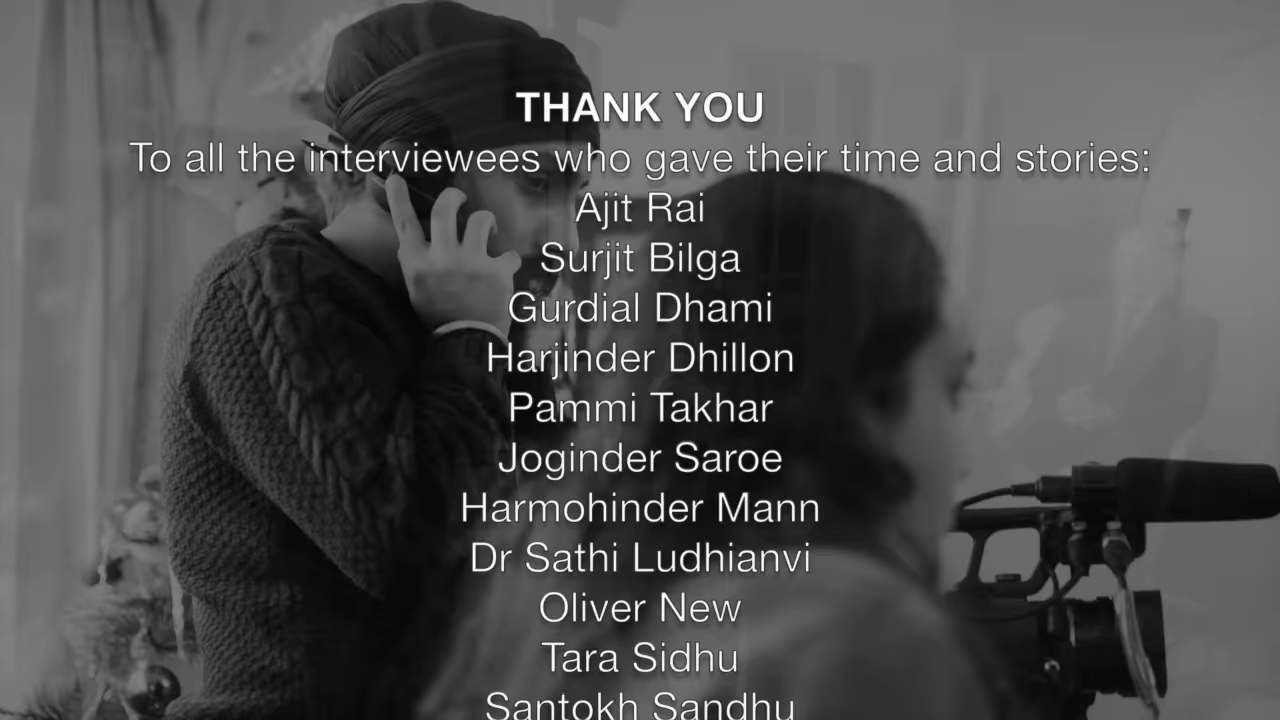 THANK YOU
To all the interviewees who gave their time and stories:
Ajit Rai
Surjit Bilga
Gurdial Dhami
Harjinder Dhillon
Pammi Takhar
Joginder Saroe
Harmohinder Mann
Dr Sathi Ludhianvi
Oliver New
Tara Sidhu
Santokh Sandhu